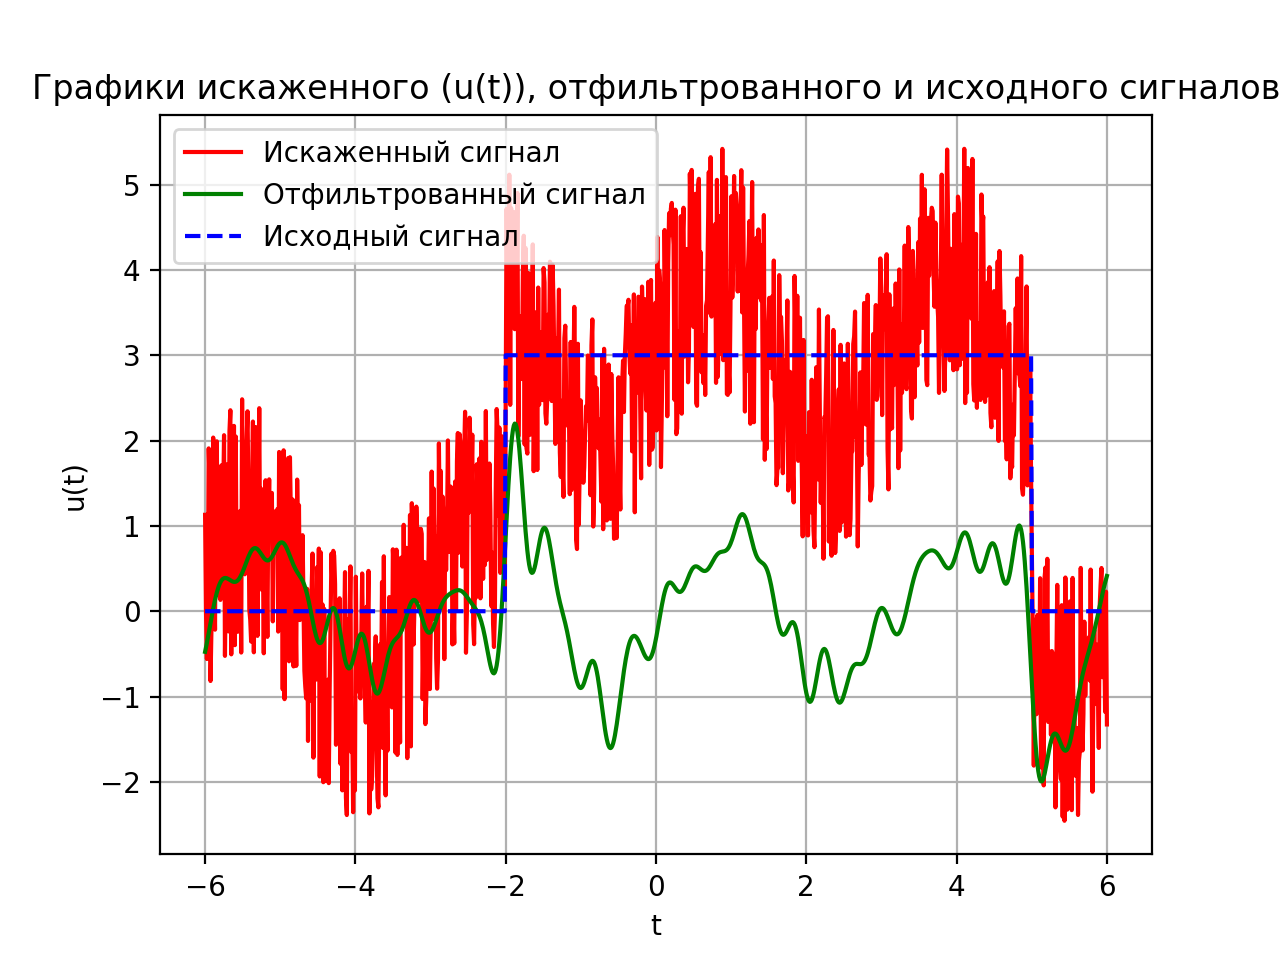 Графики искаженного (u(t)), отфильтрованного и исходного сигналов
Искаженный сигнал
Отфильтрованный сигнал
Исходный сигнал
5
4
3
2
1
0
−1
−2
u(t)
−6 −4 −2 0 2 4 6
t